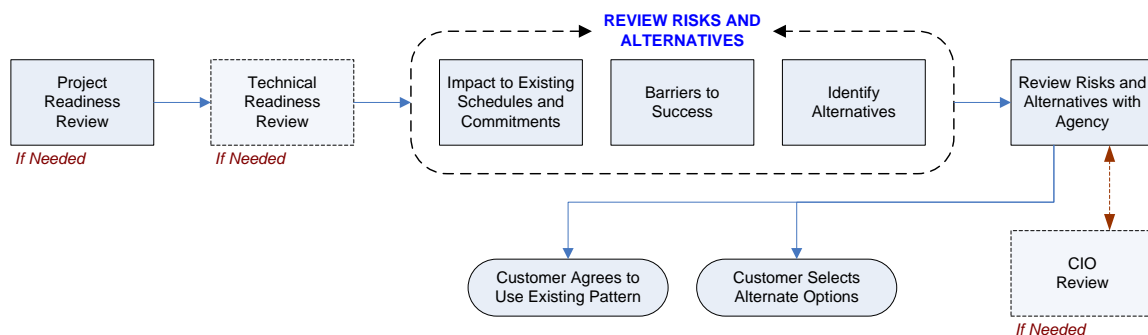 REVIEW RISKS AND
ALTERNATIVES
Project
Readiness
Review
If Needed
Technical
Readiness
Review
If Needed
Impact to Existing
Schedules and
Commitments
Barriers to
Success
Identify
Alternatives
Review Risks and
Alternatives with
Agency
Customer Agrees to
Use Existing Pattern
Customer Selects
Alternate Options
CIO
Review
If Needed